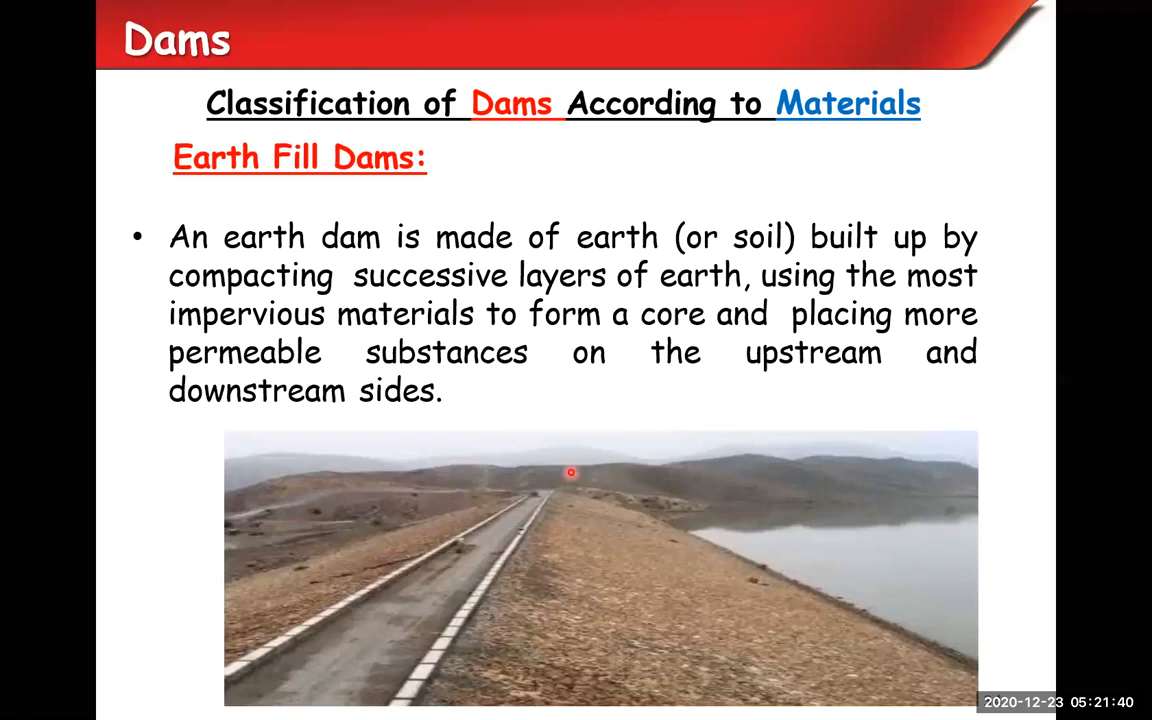 Dams
Classification of Dams According to Materials
Earth Fill Dams:
• An earth dam is made of earth (or soil) built up by
compacting successive layers of earth, using the most
impervious materials to form a core and placing more
permeable substances on the upstream and
downstream sides.
2020-12-23 05:21:40